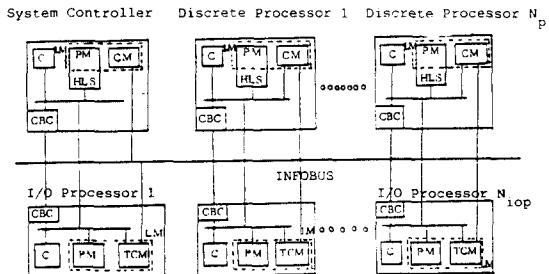 System Controller Discrete Processor 1 Discrete Processor Np
C LM PM CM C LM PM CM C LM PM CM
HLS HLS HLS
CBC CBC CBC
INFOBUS
I/O Processor 1 I/O Processor Niop
CBC CBC CBC
LM LM
C PM TCM C PM TCM C PM TCM
LM